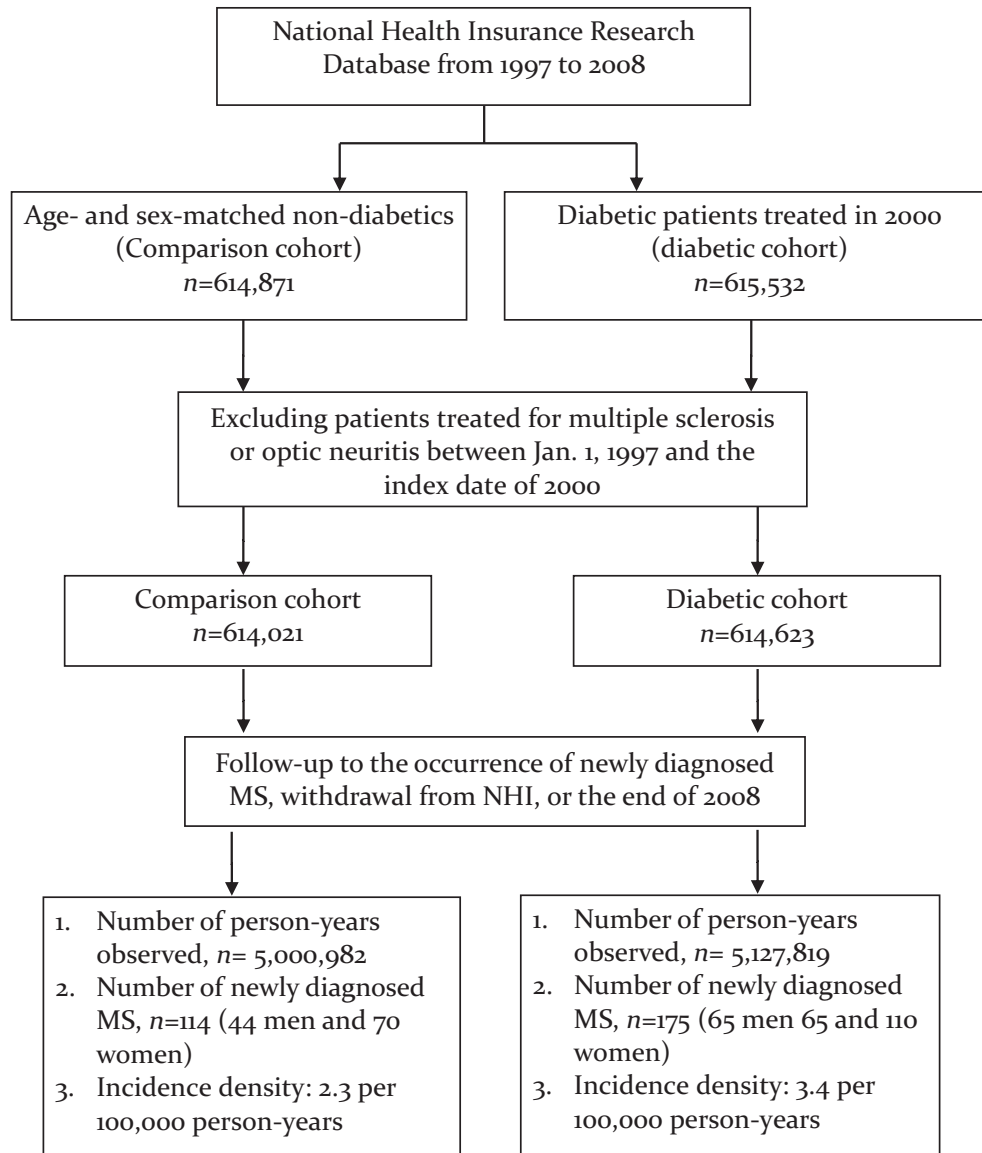 National Health Insurance Research
Database from 1997 to 2008
Age- and sex-matched non-diabetics
(Comparison cohort)
n=614,871
Diabetic patients treated in 2000
(diabetic cohort)
n=615,532
Excluding patients treated for multiple sclerosis
or optic neuritis between Jan. 1, 1997 and the
index date of 2000
Comparison cohort
n=614,021
Diabetic cohort
n=614,623
Follow-up to the occurrence of newly diagnosed
MS, withdrawal from NHI, or the end of 2008
1. Number of person-years
observed, n= 5,000,982
2. Number of newly diagnosed
MS, n=114 (44 men and 70
women)
3. Incidence density: 2.3 per
100,000 person-years
1. Number of person-years
observed, n= 5,127,819
2. Number of newly diagnosed
MS, n=175 (65 men 65 and 110
women)
3. Incidence density: 3.4 per
100,000 person-years